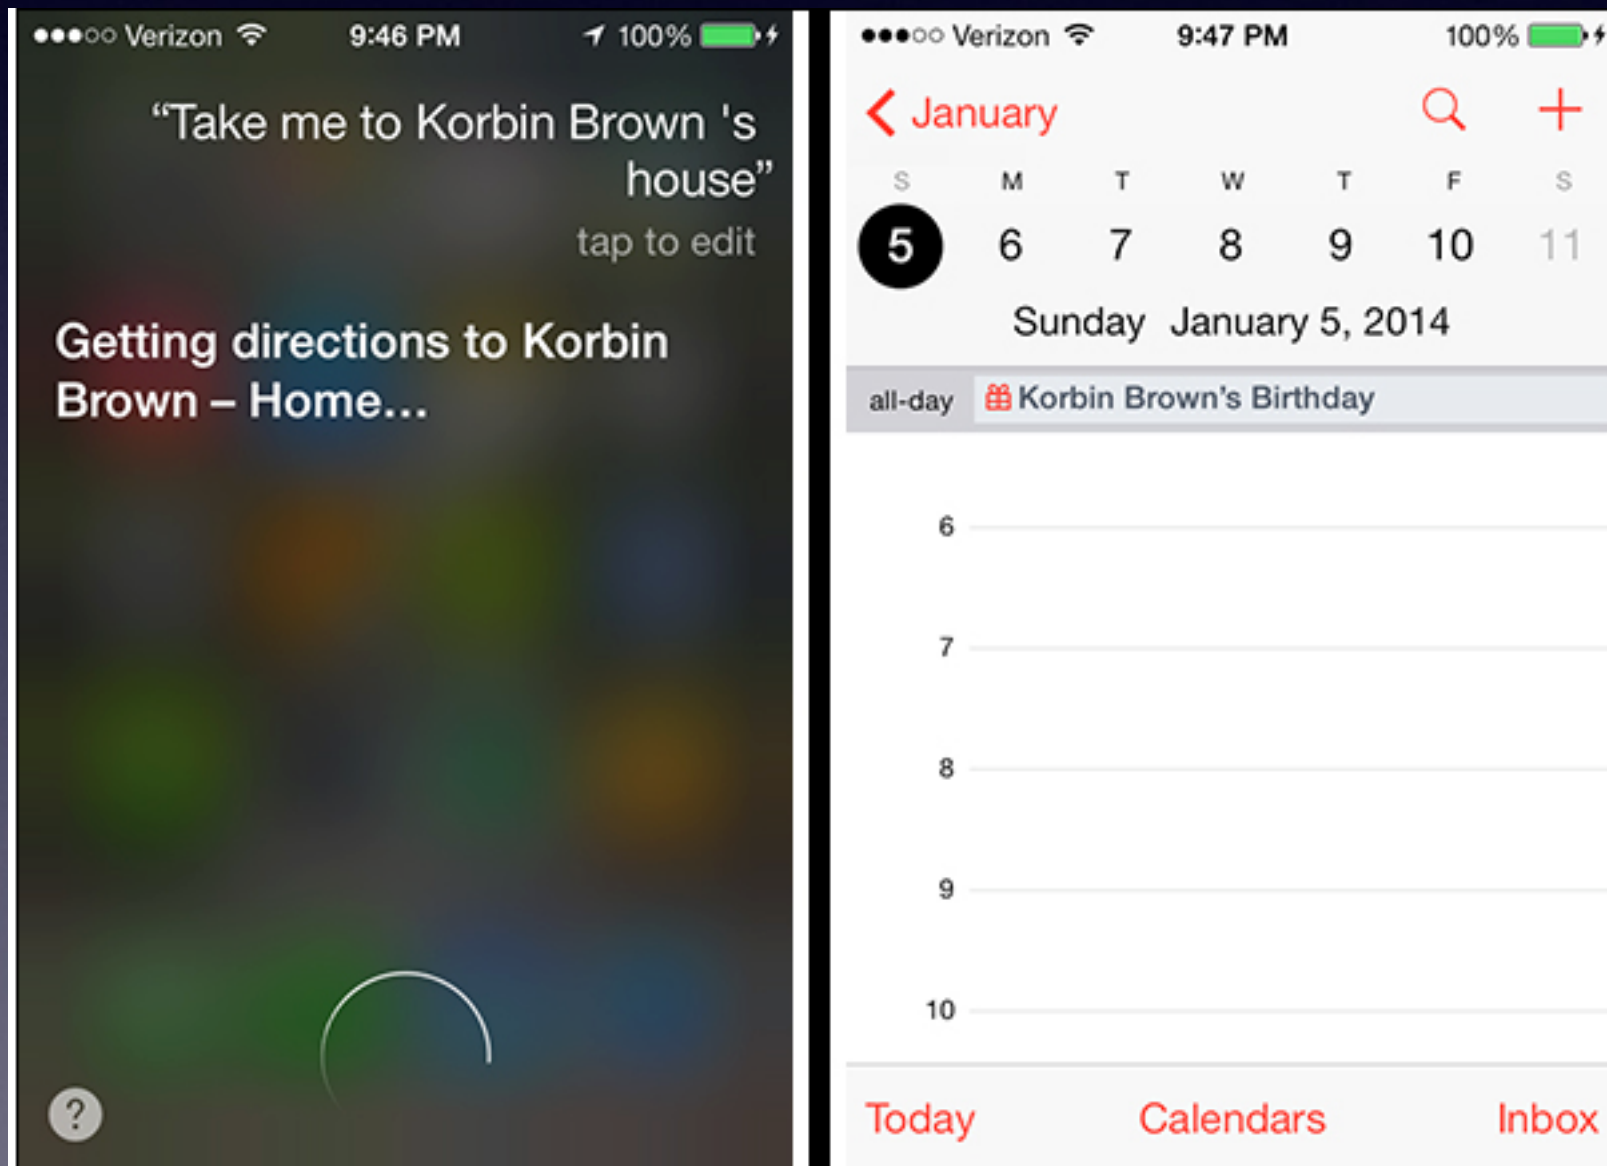 Verizon 9:46 PM 100%
“Take me to Korbin Brown 's
house”
tap to edit
Getting directions to Korbin
Brown – Home...
?
Verizon 9:47 PM 100%
January
S M T W T F S
5 6 7 8 9 10 11
Sunday January 5, 2014
all-day Korbin Brown's Birthday
6
7
8
9
10
Today Calendars Inbox